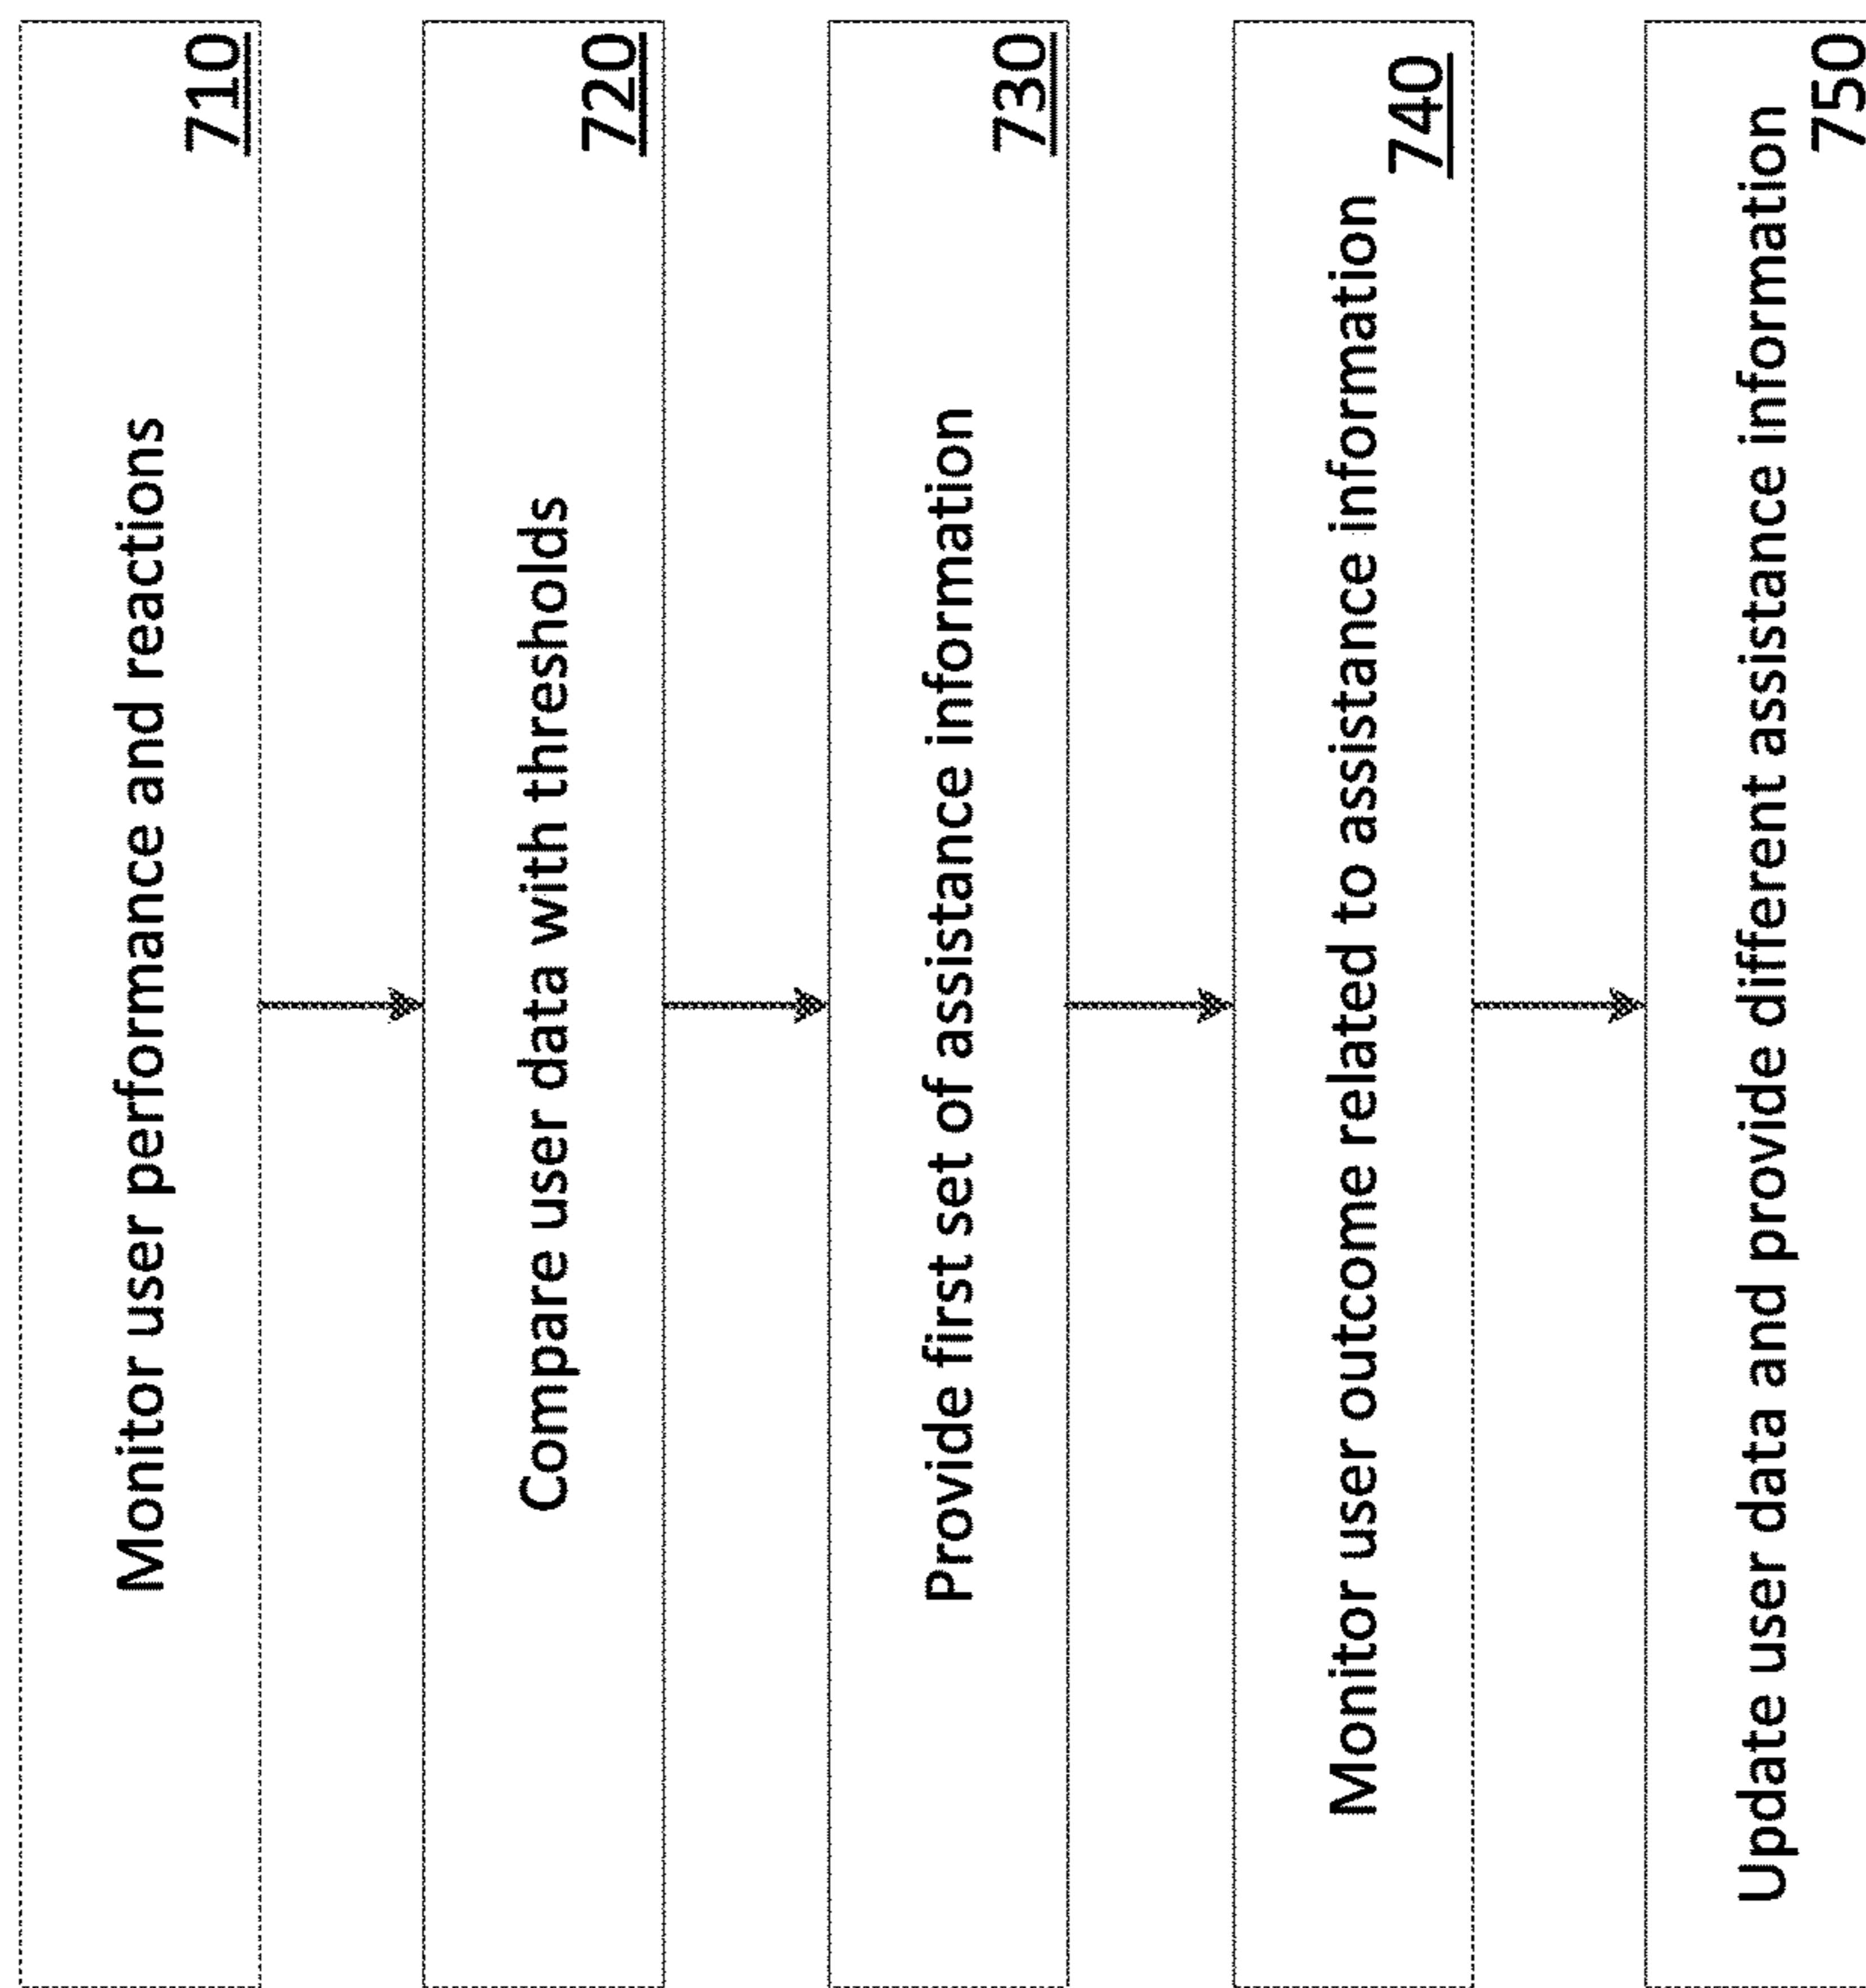 Monitor user performance and reactions
710
Compare user data with thresholds
720
Provide first set of assistance information
730
Monitor user outcome related to assistance information
740
Update user data and provide different assistance information
750